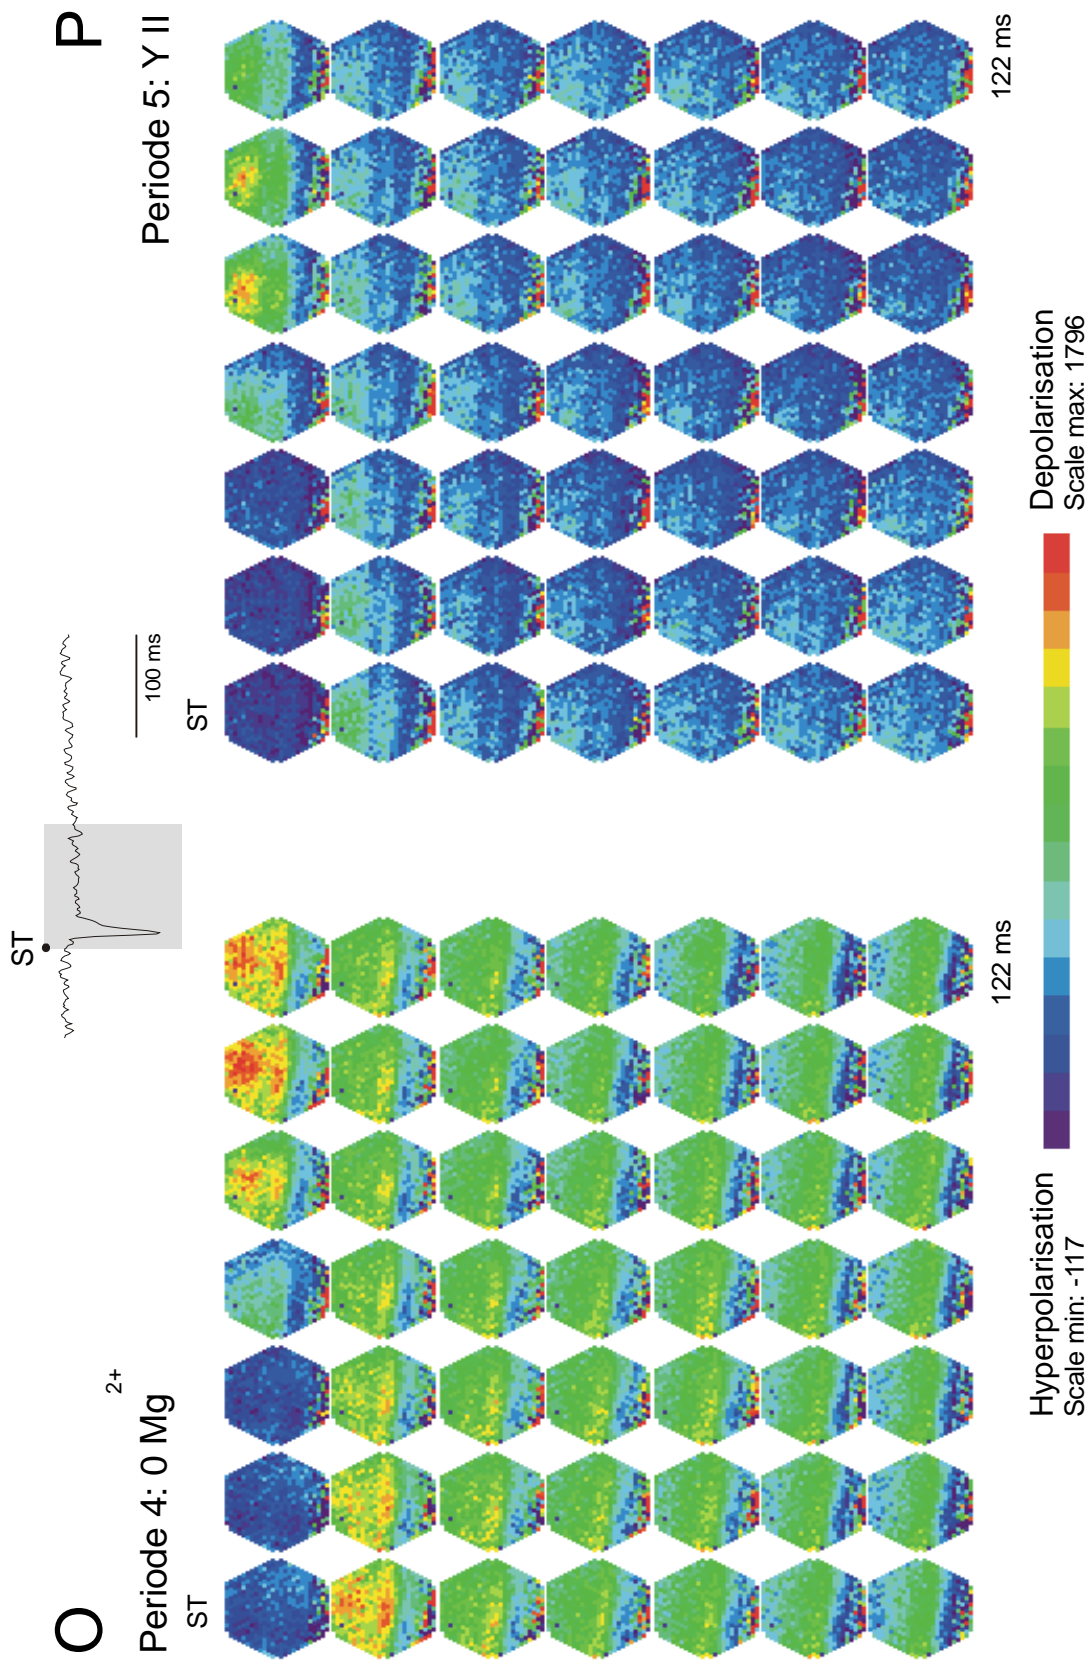 O
P
Periode 4: 0 Mg 2+
Periode 5: Y II
ST
100 ms
ST
ST
122 ms
122 ms
Hyperpolarisation
Scale min: -117
Depolarisation
Scale max: 1796